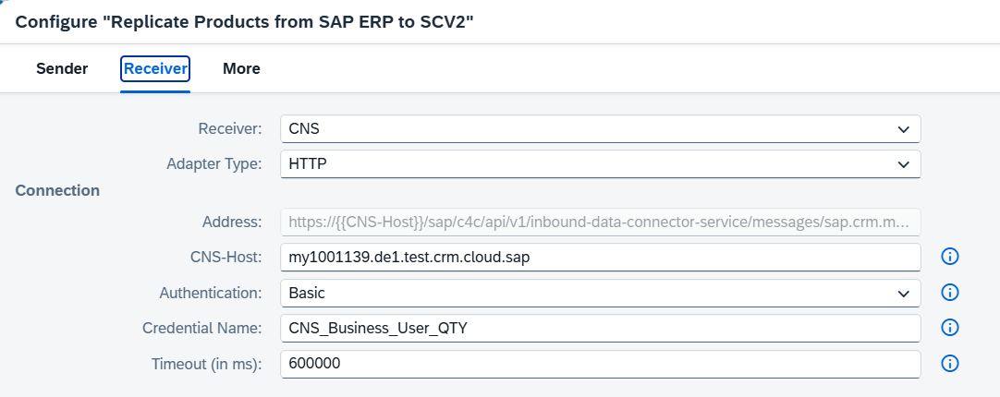 Configure "Replicate Products from SAP ERP to SCV2"
Sender Receiver More
Receiver: CNS
Adapter Type: HTTP
Connection
Address: https://{{CNS-Host}}/sap/c4c/api/v1/inbound-data-connector-service/messages/sap.crm.m...
CNS-Host: my1001139.de1.test.crm.cloud.sap
Authentication: Basic
Credential Name: CNS_Business_User_QTY
Timeout (in ms): 600000